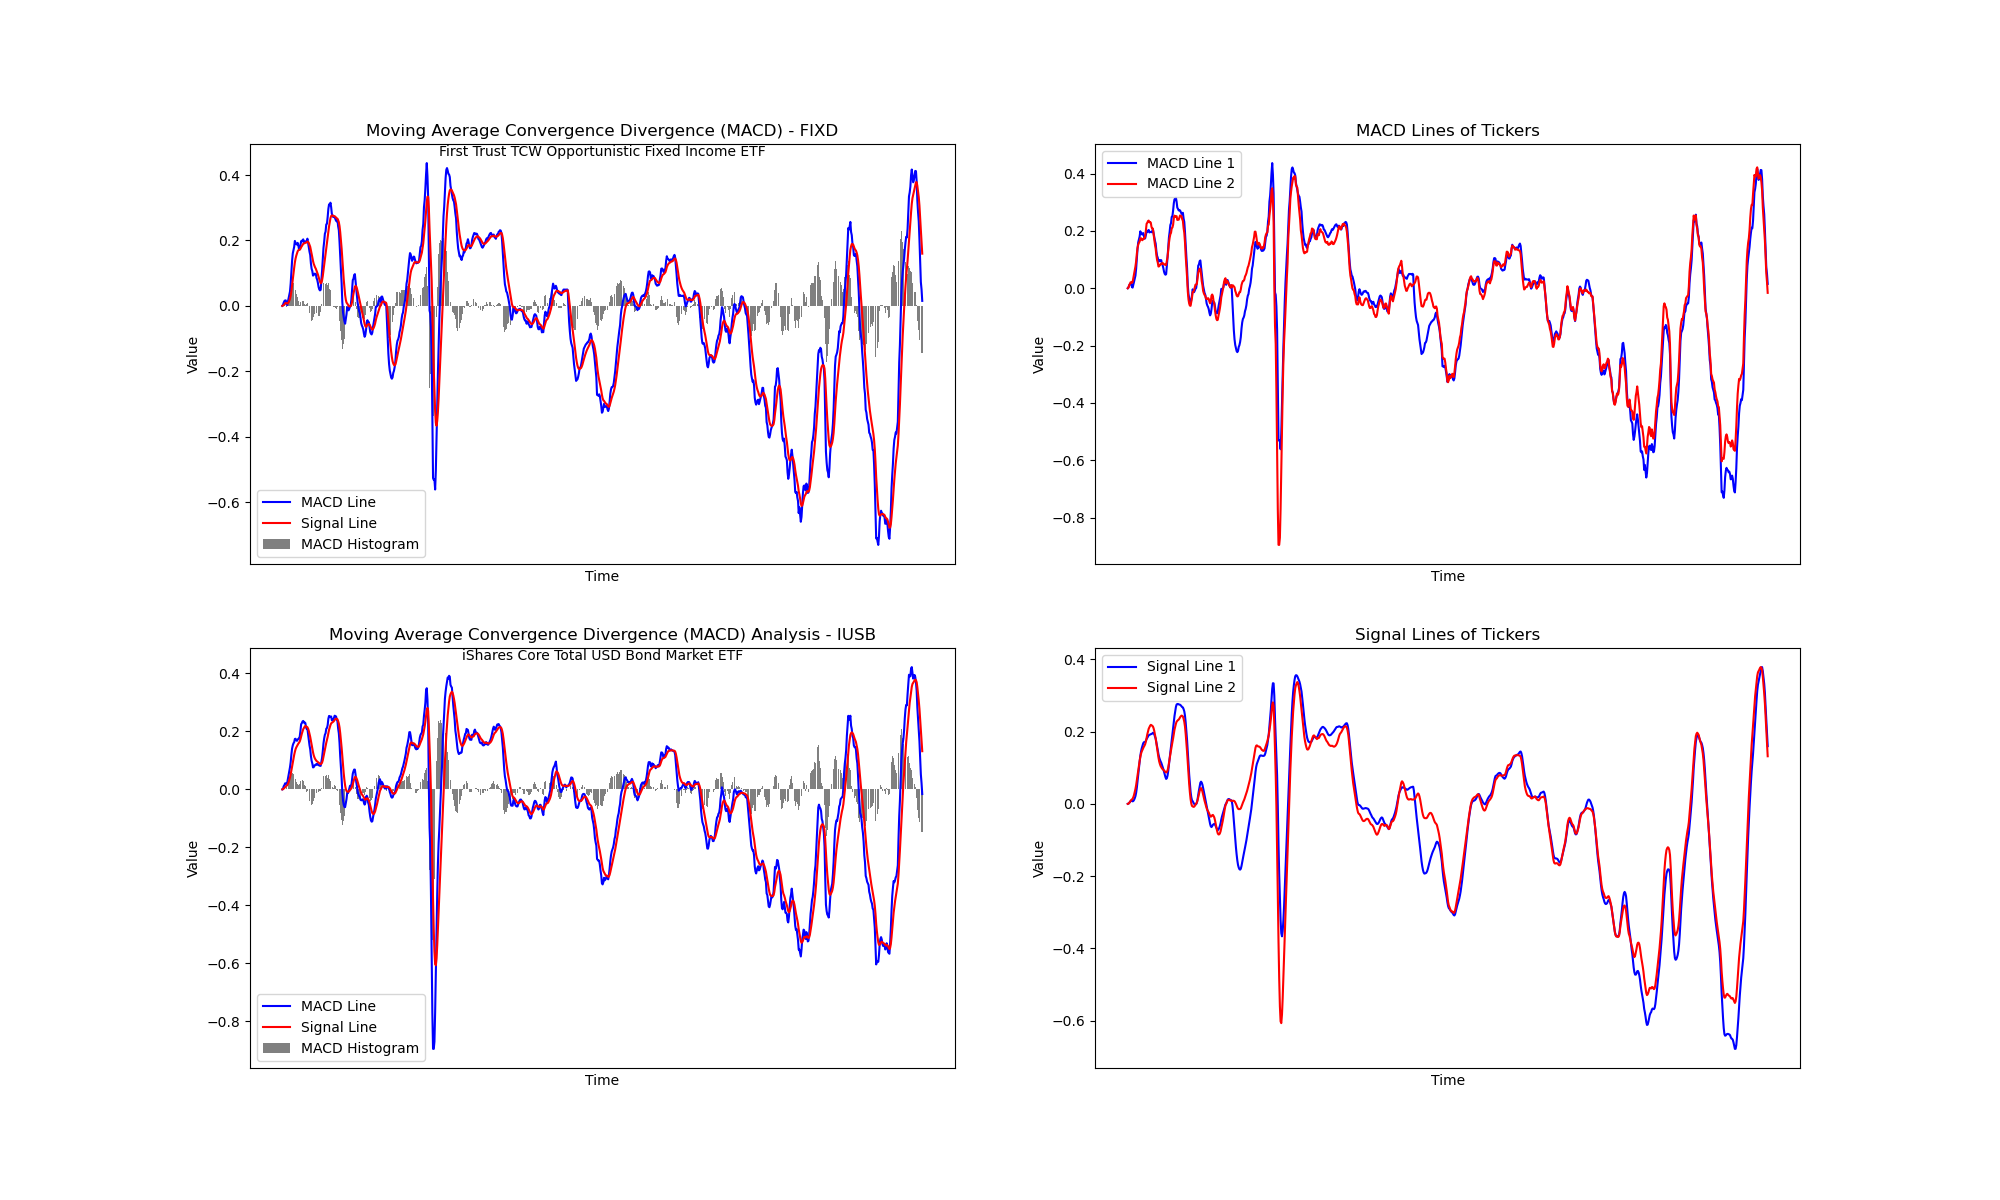 Moving Average Convergence Divergence (MACD) - FIXD
First Trust TCW Opportunistic Fixed Income ETF
0.4
0.2
0.0
−0.2
−0.4
−0.6
Value
MACD Line
Signal Line
MACD Histogram
Time
MACD Lines of Tickers
MACD Line 1
MACD Line 2
0.4
0.2
0.0
−0.2
−0.4
−0.6
−0.8
Value
Time
Moving Average Convergence Divergence (MACD) Analysis - IUSB
iShares Core Total USD Bond Market ETF
0.4
0.2
0.0
−0.2
−0.4
−0.6
−0.8
Value
MACD Line
Signal Line
MACD Histogram
Time
Signal Lines of Tickers
Signal Line 1
Signal Line 2
0.4
0.2
0.0
−0.2
−0.4
−0.6
Value
Time